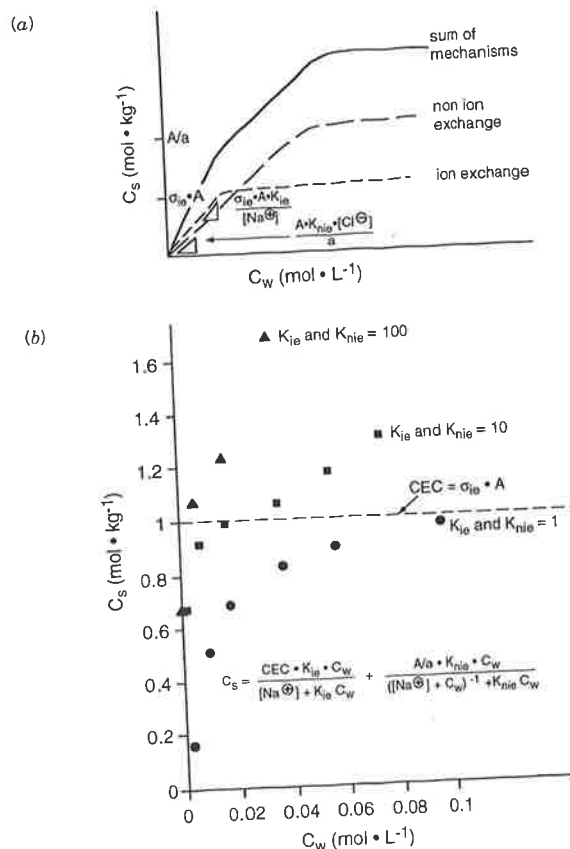 (a)
sum of
mechanisms
non ion
exchange
ion exchange
A/a
σie•A
σie•A•Kie
[Na⊕]
A•Knie•[Cl⊖]
a
Cs (mol • kg-1)
Cw (mol • L-1)
(b)
1.6
1.4
1.2
1
0.8
0.6
0.4
0.2
0
▲ Kie and Knie = 100
Kie and Knie = 10
CEC = σie • A
Kie and Knie = 1
Cs = CEC • Kie • Cw / [Na⊕] + Kie Cw + A/a • Knie • Cw / ([Na⊕] + Cw)-1 + Knie Cw
Cs (mol • kg-1)
0 0.02 0.04 0.06 0.08 0.1
Cw (mol • L-1)